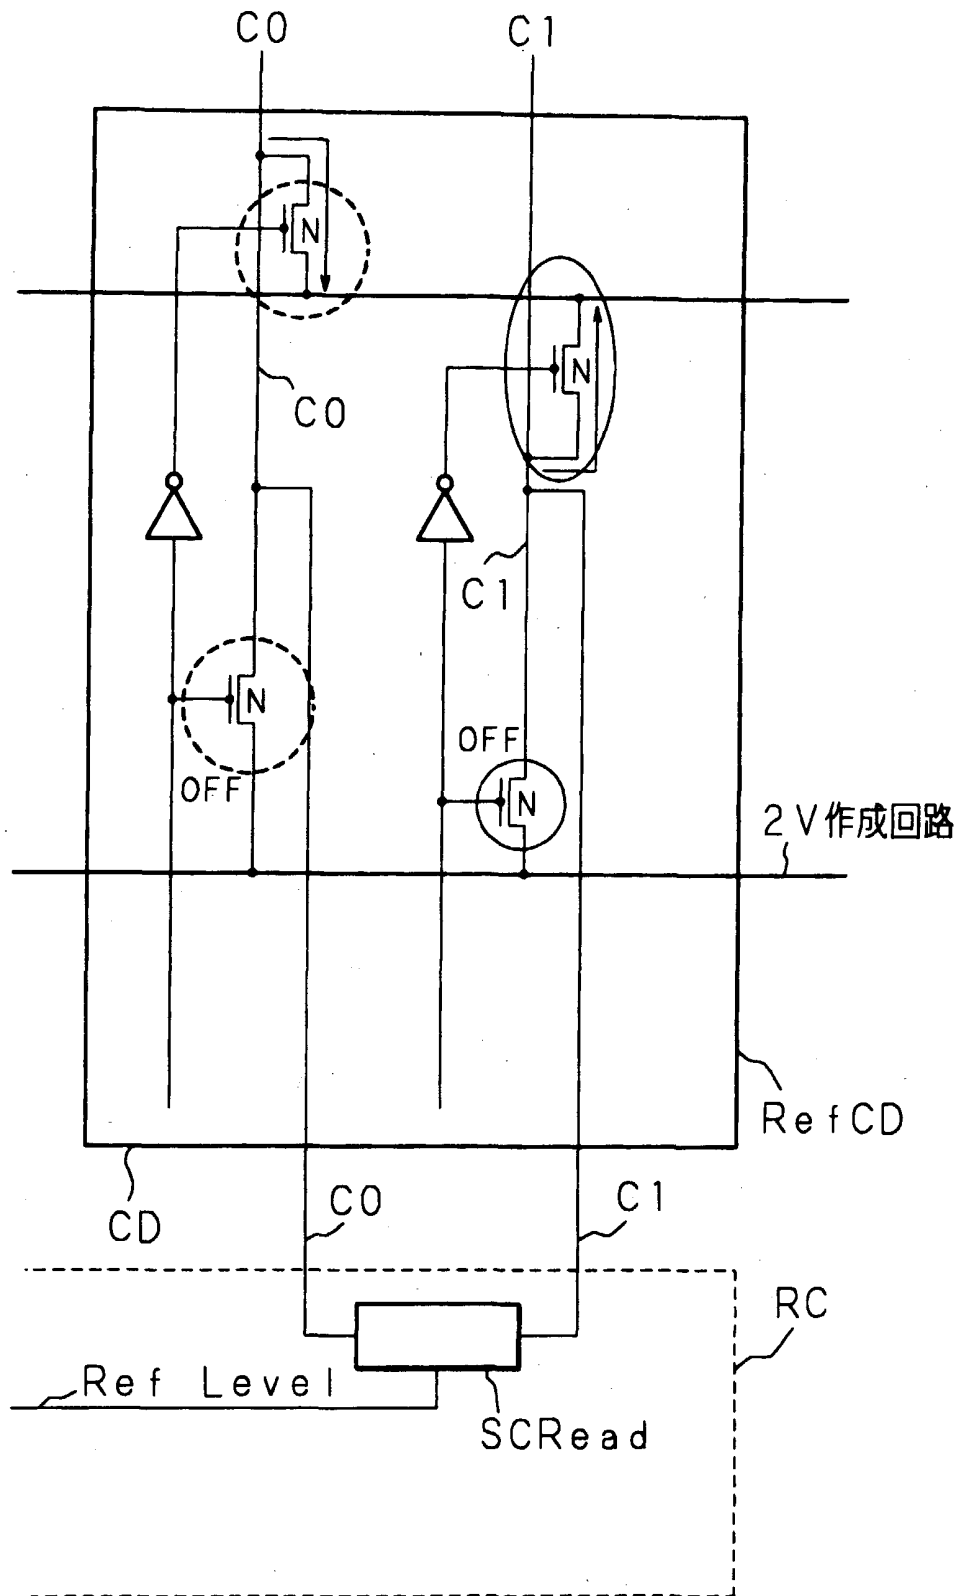 C0
C1
N
N
C0
C1
N
OFF
OFF
N
2V作成回路
RefCD
CD
C0
C1
RC
Ref Level
SCRead